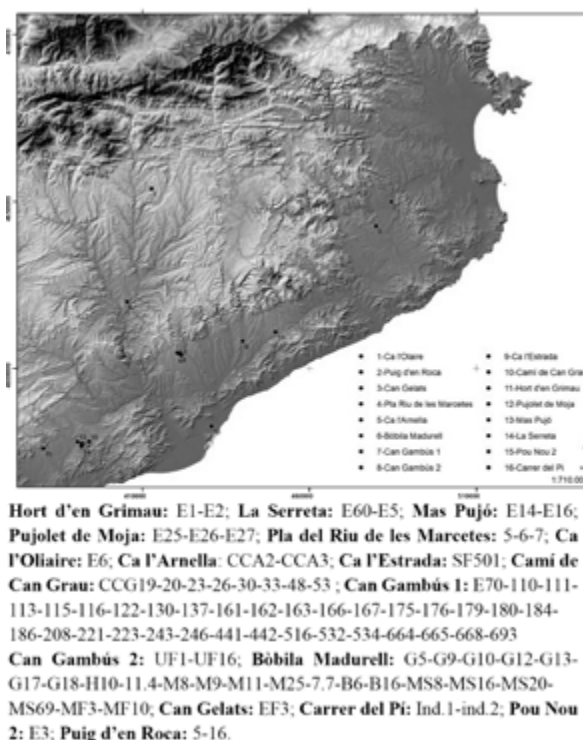 1-Ca l'Olaire
2-Puig d'en Roca
3-Can Gelats
4-Pla Riu de les Marcetes
5-Ca l'Arnella
6-Bòbila Madurell
7-Can Gambús 1
8-Can Gambús 2
9-Ca l'Estrada
10-Camí de Can Grau
11-Hort d'en Grimau
12-Pujolet de Moja
13-Mas Pujó
14-La Serreta
15-Pou Nou 2
16-Carrer del Pi
1:710.00
Hort d'en Grimau: E1-E2; La Serreta: E60-E5; Mas Pujó: E14-E16;
Pujolet de Moja: E25-E26-E27; Pla del Riu de les Marcetes: 5-6-7; Ca
l'Oliaire: E6; Ca l'Arnella: CCA2-CCA3; Ca l'Estrada: SF501; Camí de
Can Grau: CCG19-20-23-26-30-33-48-53 ; Can Gambús 1: E70-110-111-
113-115-116-122-130-137-161-162-163-166-167-175-176-179-180-184-
186-208-221-223-243-246-441-442-516-532-534-664-665-668-693
Can Gambús 2: UF1-UF16; Bòbila Madurell: G5-G9-G10-G12-G13-
G17-G18-H10-11.4-M8-M9-M11-M25-7.7-B6-B16-MS8-MS16-MS20-
MS69-MF3-MF10; Can Gelats: EF3; Carrer del Pí: Ind.1-ind.2; Pou Nou
2: E3; Puig d'en Roca: 5-16.